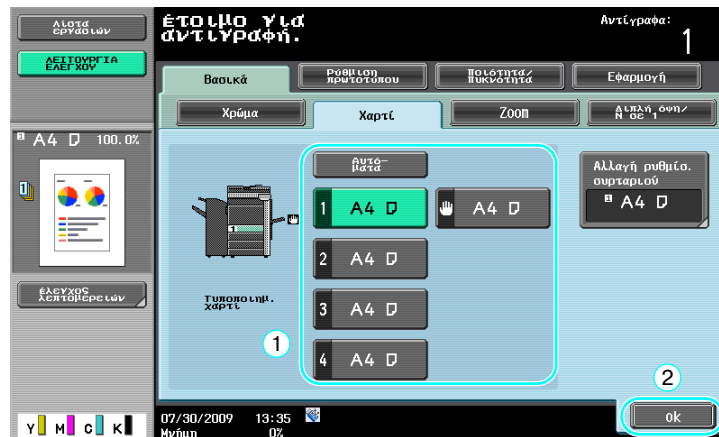 Λίστα
εργασιών
έτοιμο για
αντιγραφή.
Αντίγραφα:
1
ΛΕΙΤΟΥΡΓΙΑ
ΕΛΕΓΧΟΥ
Βασικά
Ρύθμιση
πρωτοτύπου
Ποιότητα/
πυκνότητα
Εφαρμογή
Χρώμα
Χαρτί
Zoom
Διπλή όψη/
N σε 1
A4 100.0%
Αυτό-
ματα
Αλλαγή ρυθμίσ.
συρταριού
A4
1 A4
A4
2 A4
έλεγχος
λεπτομερειών
Τυποποιημ.
χαρτί
3 A4
1
4 A4
2
ok
Y M C K
07/30/2009 13:35
Μνήμη 0%